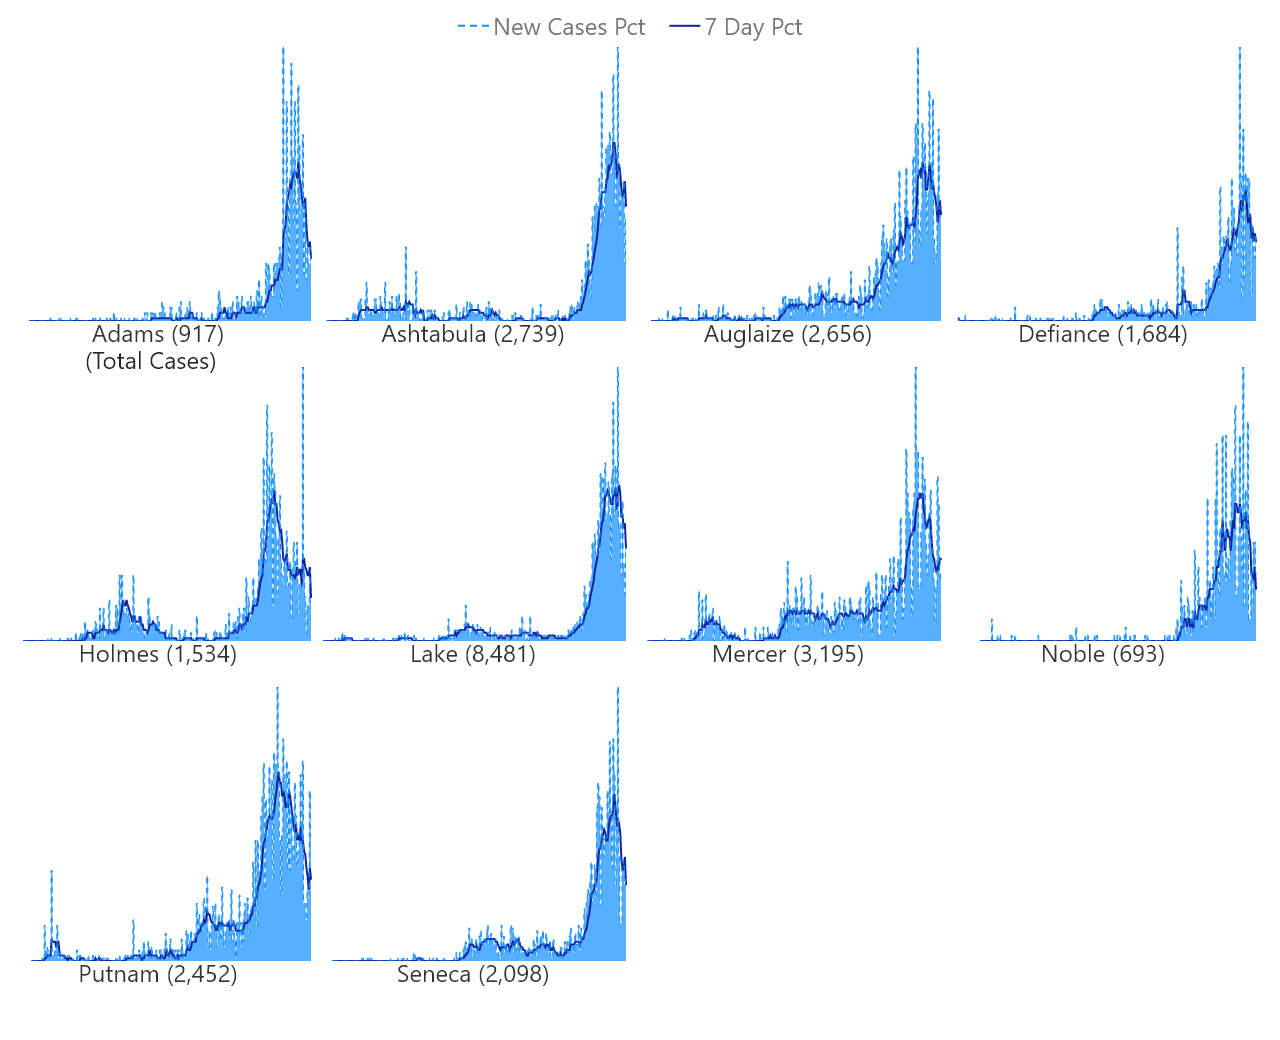 New Cases Pct 7 Day Pct
Adams (917) Ashtabula (2,739) Auglaize (2,656) Defiance (1,684)
(Total Cases)
Holmes (1,534) Lake (8,481) Mercer (3,195) Noble (693)
Putnam (2,452) Seneca (2,098)